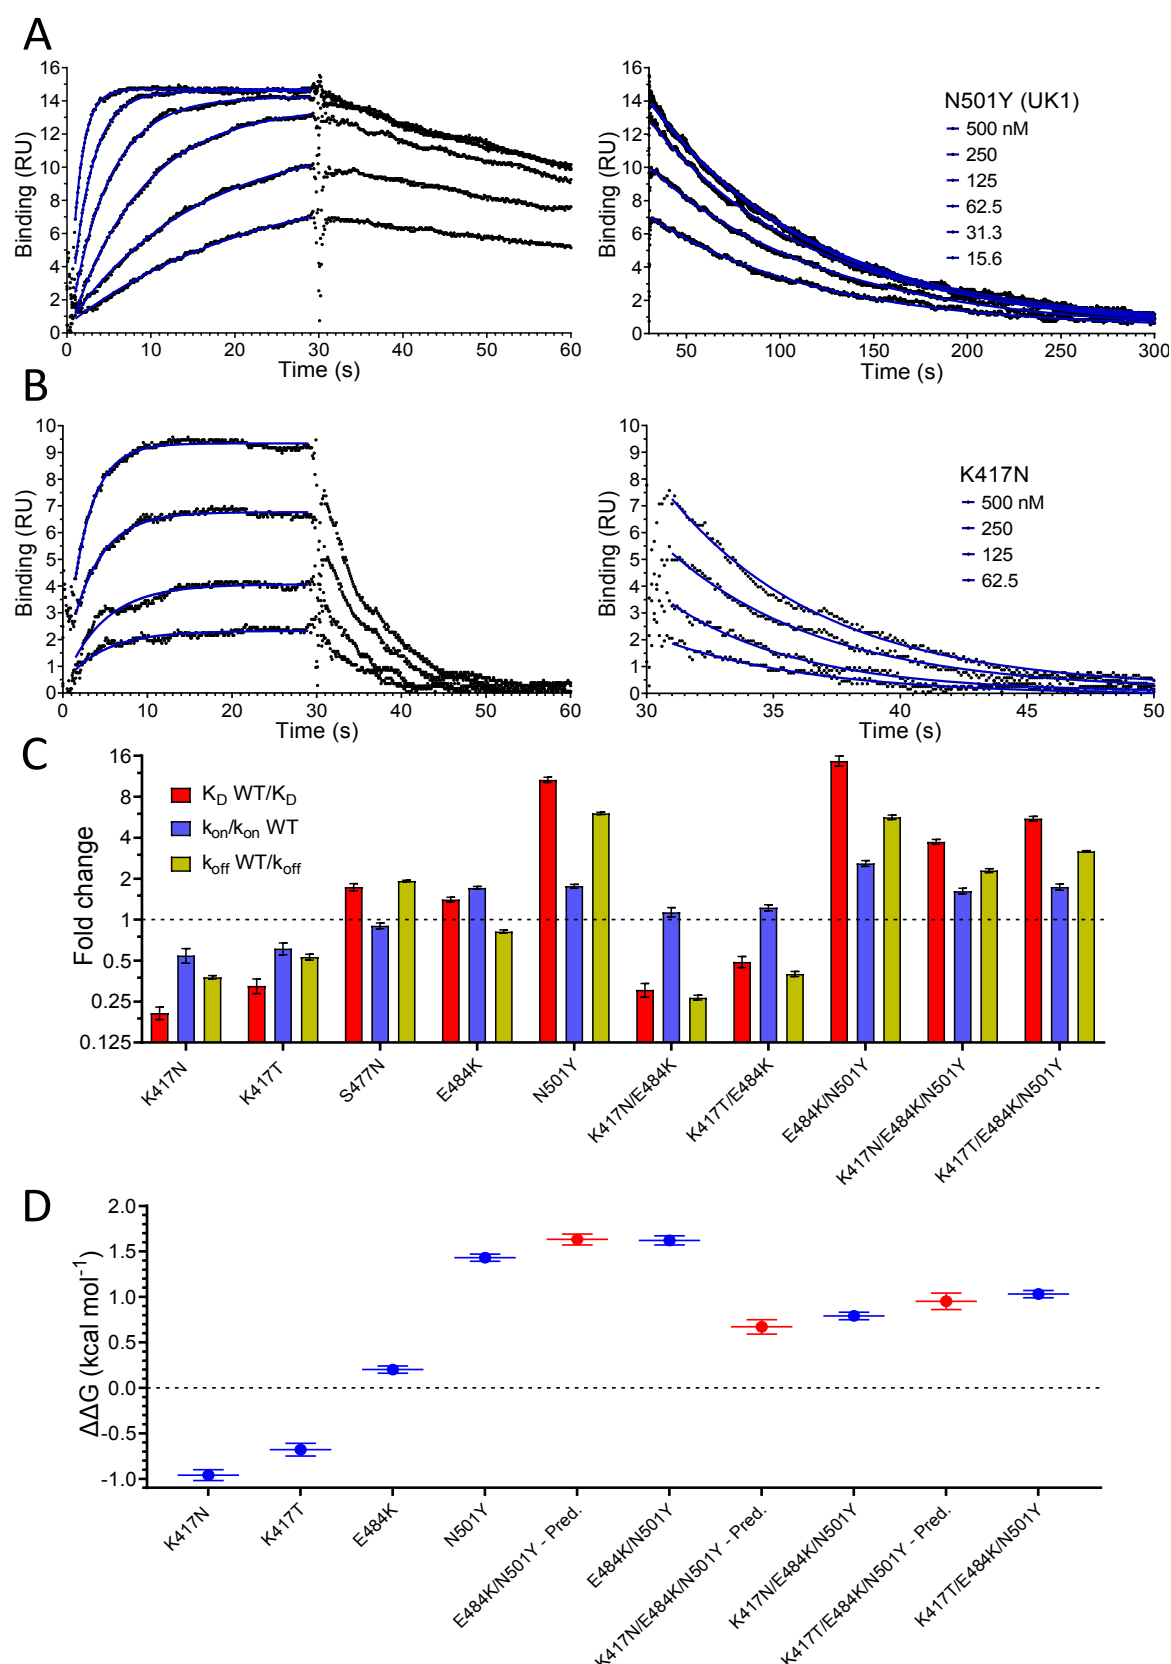 A
16
14
12
10
8
6
4
2
0
Binding (RU)
0 10 20 30 40 50 60
Time (s)
16
14
12
10
8
6
4
2
0
Binding (RU)
50 100 150 200 250 300
Time (s)
N501Y (UK1)
500 nM
250
125
62.5
31.3
15.6
B
10
9
8
7
6
5
4
3
2
1
0
Binding (RU)
0 10 20 30 40 50 60
Time (s)
10
9
8
7
6
5
4
3
2
1
0
Binding (RU)
30 35 40 45 50
Time (s)
K417N
500 nM
250
125
62.5
C
16
8
4
2
1
0.5
0.25
0.125
Fold change
K_D WT/K_D
k_on/k_on WT
k_off WT/k_off
K417N
K417T
S477N
E484K
N501Y
K417N/E484K
K417T/E484K
E484K/N501Y
K417N/E484K/N501Y
K417T/E484K/N501Y
D
2.0
1.5
1.0
0.5
0.0
-0.5
-1.0
ΔΔG (kcal mol⁻¹)
K417N
K417T
E484K
N501Y
E484K/N501Y - Pred.
E484K/N501Y
K417N/E484K/N501Y - Pred.
K417N/E484K/N501Y
K417T/E484K/N501Y - Pred.
K417T/E484K/N501Y